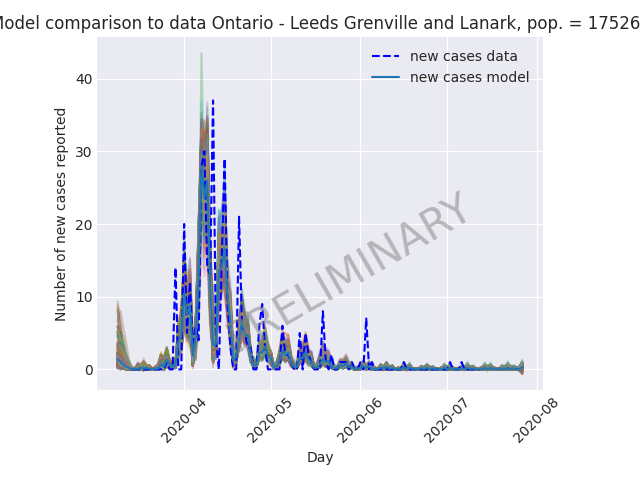 Model comparison to data Ontario - Leeds Grenville and Lanark, pop. = 17526
new cases data
new cases model
Number of new cases reported
40
30
20
10
0
PRELIMINARY
2020-04
2020-05
2020-06
2020-07
2020-08
Day